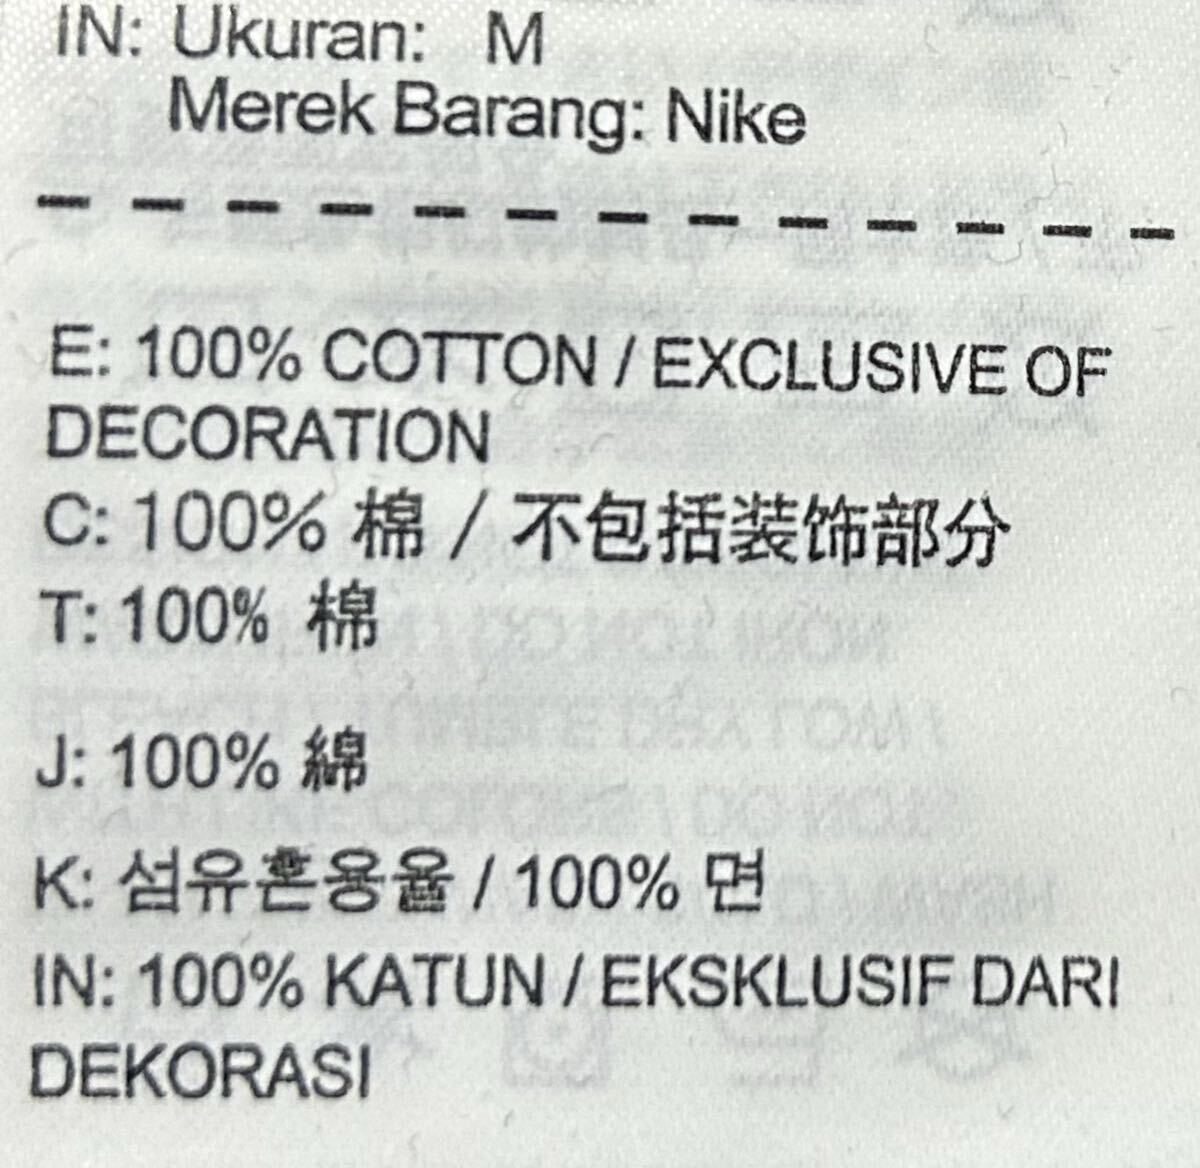 IN: Ukuran: M
Merek Barang: Nike
E: 100% COTTON / EXCLUSIVE OF
DECORATION
C: 100% 棉 / 不包括装饰部分
T: 100% 棉
J: 100% 綿
K: 섬유혼용율 / 100% 면
IN: 100% KATUN / EKSKLUSIF DARI
DEKORASI